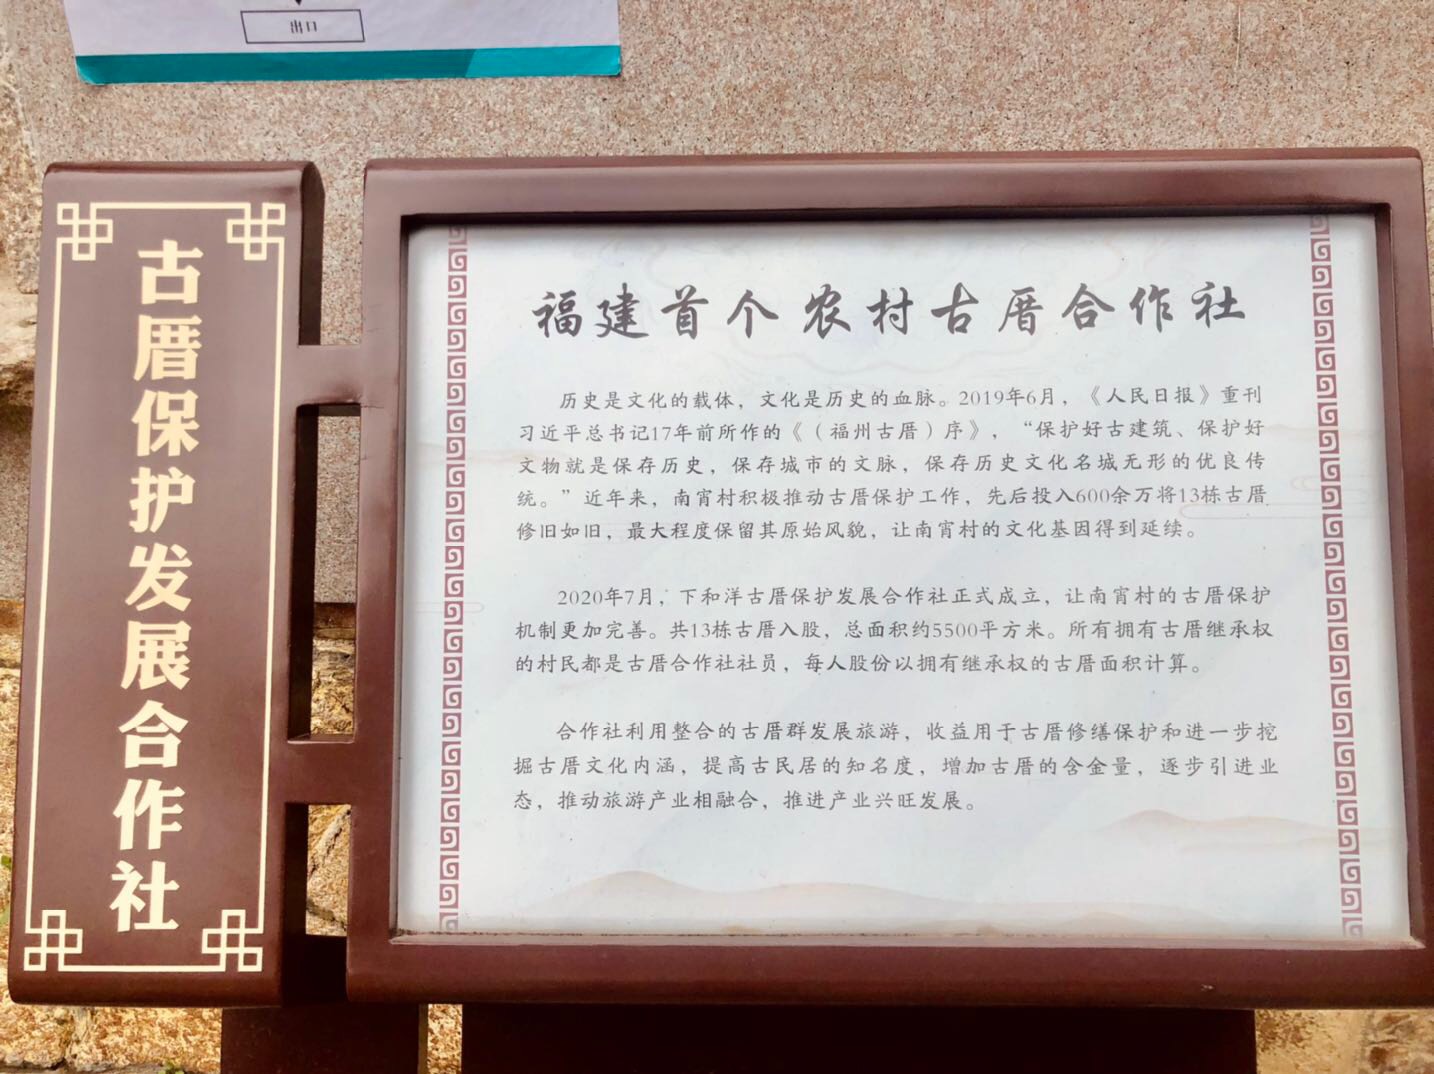 出口
古厝保护发展合作社
福建首个农村古厝合作社
历史是文化的载体，文化是历史的血脉。2019年6月，《人民日报》重刊
习近平总书记17年前所作的《（福州古厝）序》，“保护好古建筑、保护好
文物就是保存历史，保存城市的文脉，保存历史文化名城无形的优良传
统。”近年来，南宵村积极推动古厝保护工作，先后投入600余万将13栋古厝
修旧如旧，最大程度保留其原始风貌，让南宵村的文化基因得到延续。
2020年7月，下和洋古厝保护发展合作社正式成立，让南宵村的古厝保护
机制更加完善。共13栋古厝入股，总面积约5500平方米。所有拥有古厝继承权
的村民都是古厝合作社社员，每人股份以拥有继承权的古厝面积计算。
合作社利用整合的古厝群发展旅游，收益用于古厝修缮保护和进一步挖
掘古厝文化内涵，提高古民居的知名度，增加古厝的含金量，逐步引进业
态，推动旅游产业相融合，推进产业兴旺发展。